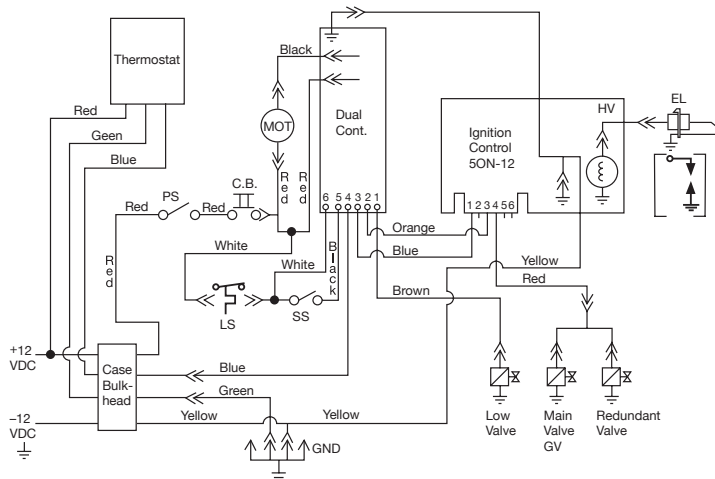 Thermostat
Red
Geen
Blue
Black
MOT
Dual
Cont.
HV
EL
Ignition
Control
5ON-12
Red
Red
PS
C.B.
Red
Red
6 5 4 3 2 1
1 2 3 4 5 6
Orange
Blue
White
White
Black
Yellow
Red
Red
Brown
LS
SS
+12
VDC
Case
Bulk-
head
Blue
Green
Yellow
Yellow
–12
VDC
GND
Low
Valve
Main
Valve
GV
Redundant
Valve